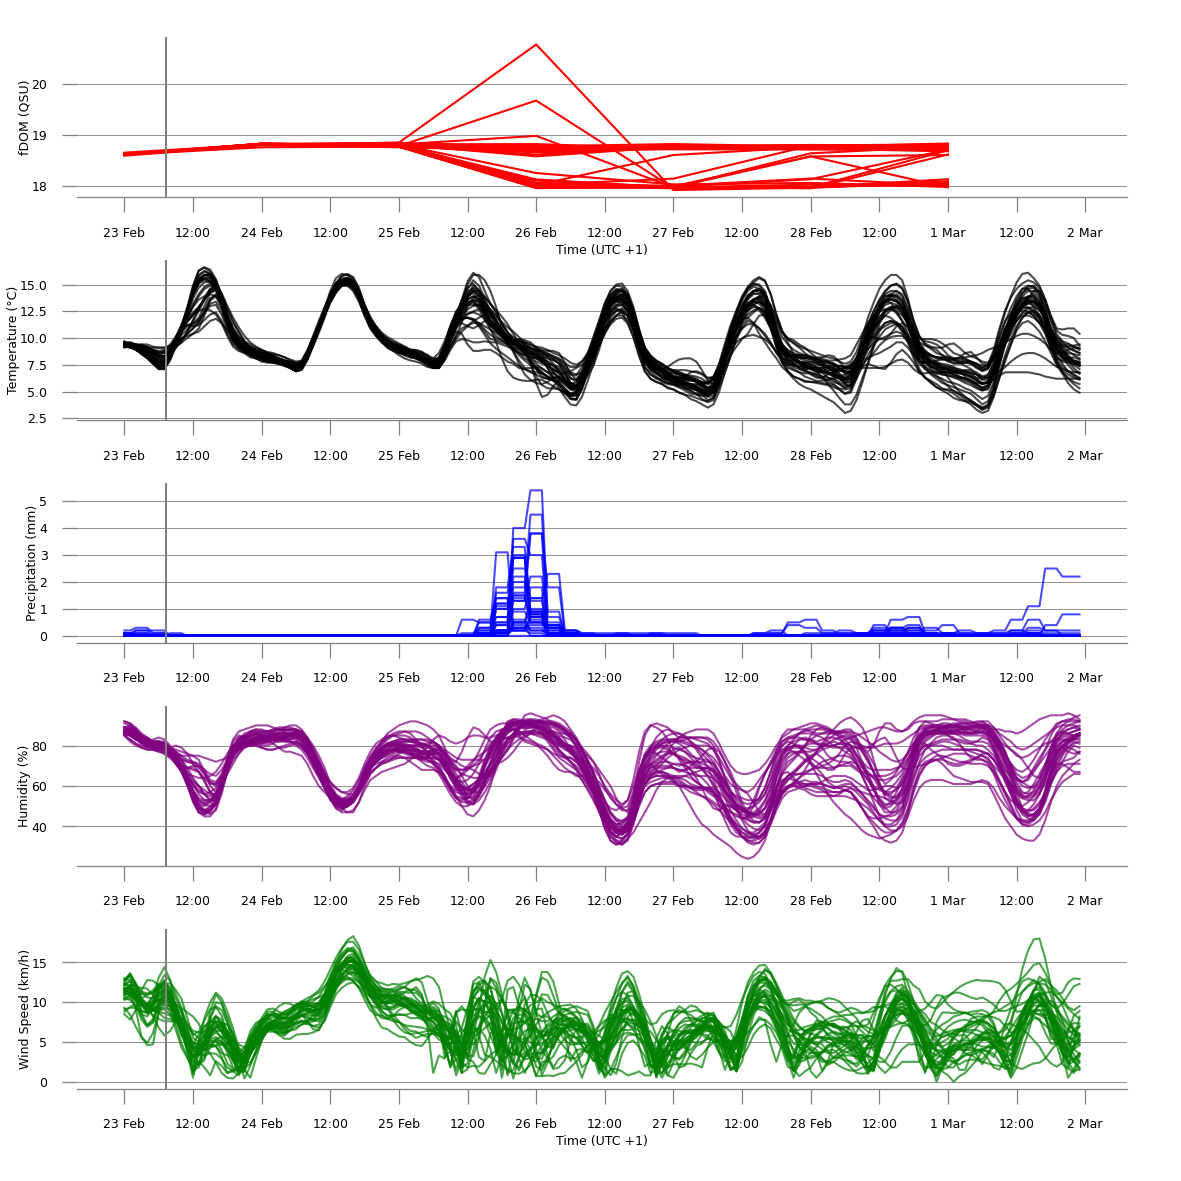 fDOM (QSU)
20
19
18
23 Feb 12:00 24 Feb 12:00 25 Feb 12:00 26 Feb 12:00 27 Feb 12:00 28 Feb 12:00 1 Mar 12:00 2 Mar
Time (UTC +1)
Temperature (°C)
15.0
12.5
10.0
7.5
5.0
2.5
23 Feb 12:00 24 Feb 12:00 25 Feb 12:00 26 Feb 12:00 27 Feb 12:00 28 Feb 12:00 1 Mar 12:00 2 Mar
Precipitation (mm)
5
4
3
2
1
0
23 Feb 12:00 24 Feb 12:00 25 Feb 12:00 26 Feb 12:00 27 Feb 12:00 28 Feb 12:00 1 Mar 12:00 2 Mar
Humidity (%)
80
60
40
23 Feb 12:00 24 Feb 12:00 25 Feb 12:00 26 Feb 12:00 27 Feb 12:00 28 Feb 12:00 1 Mar 12:00 2 Mar
Wind Speed (km/h)
15
10
5
0
23 Feb 12:00 24 Feb 12:00 25 Feb 12:00 26 Feb 12:00 27 Feb 12:00 28 Feb 12:00 1 Mar 12:00 2 Mar
Time (UTC +1)